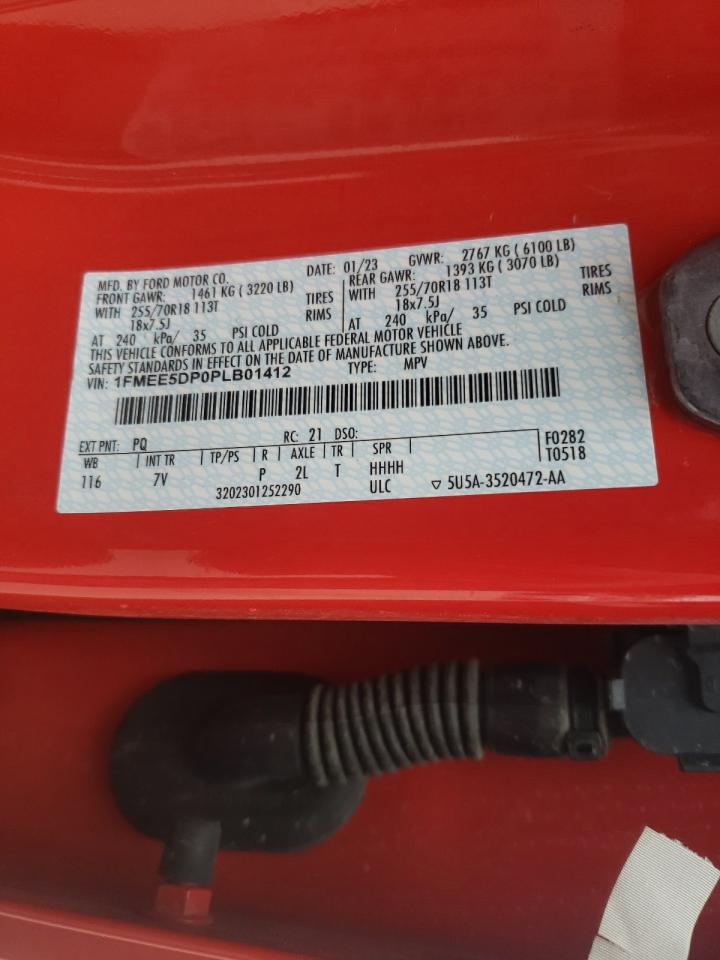 MFD. BY FORD MOTOR CO. DATE: 01/23 GVWR: 2767 KG ( 6100 LB)
FRONT GAWR: 1461 KG ( 3220 LB) REAR GAWR: 1393 KG ( 3070 LB)
WITH 255/70R18 113T TIRES WITH 255/70R18 113T TIRES
18x7.5J RIMS 18x7.5J RIMS
AT 240 kPa/ 35 PSI COLD AT 240 kPa/ 35 PSI COLD
THIS VEHICLE CONFORMS TO ALL APPLICABLE FEDERAL MOTOR VEHICLE
SAFETY STANDARDS IN EFFECT ON THE DATE OF MANUFACTURE SHOWN ABOVE.
VIN: 1FMEE5DP0PLB01412 TYPE: MPV
EXT PNT: PQ RC: 21 DSO: F0282
WB INT TR TP/PS R AXLE TR SPR T0518
116 7V P 2L T HHHH
3202301252290 ULC ▽ 5U5A-3520472-AA